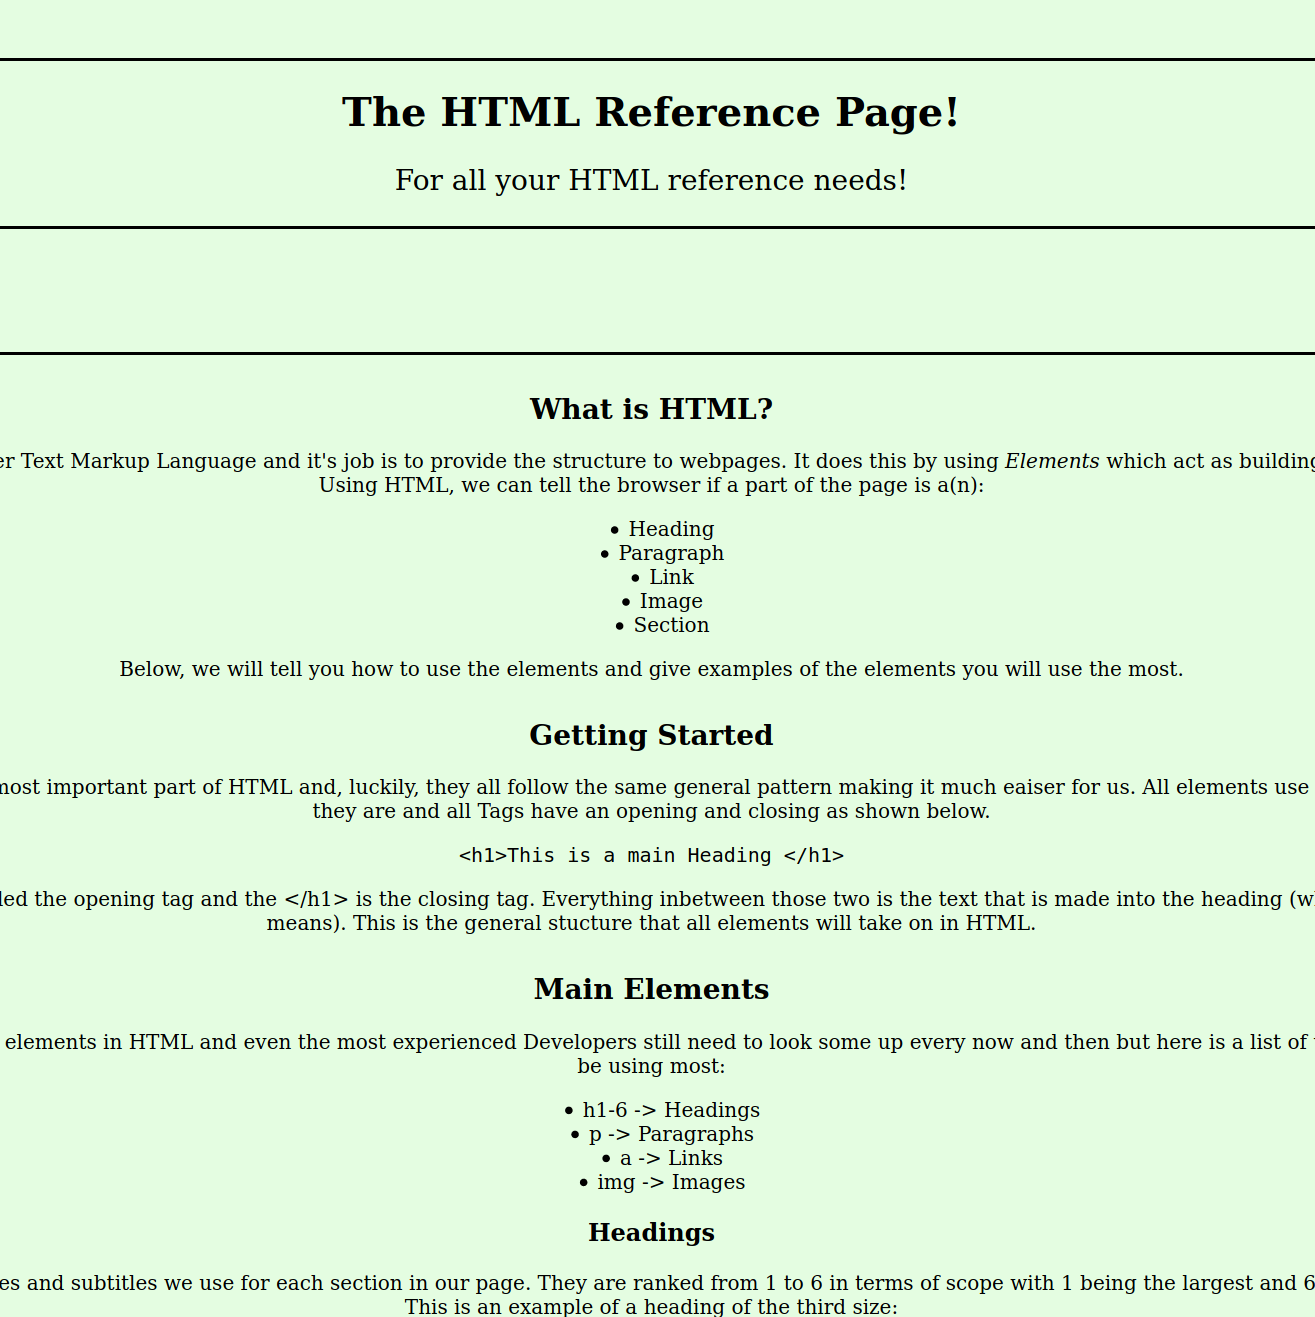 The HTML Reference Page!
For all your HTML reference needs!
What is HTML?
er Text Markup Language and it's job is to provide the structure to webpages. It does this by using Elements which act as building
Using HTML, we can tell the browser if a part of the page is a(n):
• Heading
• Paragraph
• Link
• Image
• Section
Below, we will tell you how to use the elements and give examples of the elements you will use the most.
Getting Started
most important part of HTML and, luckily, they all follow the same general pattern making it much eaiser for us. All elements use
they are and all Tags have an opening and closing as shown below.
<h1>This is a main Heading </h1>
led the opening tag and the </h1> is the closing tag. Everything inbetween those two is the text that is made into the heading (w
means). This is the general stucture that all elements will take on in HTML.
Main Elements
elements in HTML and even the most experienced Developers still need to look some up every now and then but here is a list of
be using most:
• h1-6 -> Headings
• p -> Paragraphs
• a -> Links
• img -> Images
Headings
es and subtitles we use for each section in our page. They are ranked from 1 to 6 in terms of scope with 1 being the largest and 6
This is an example of a heading of the third size: